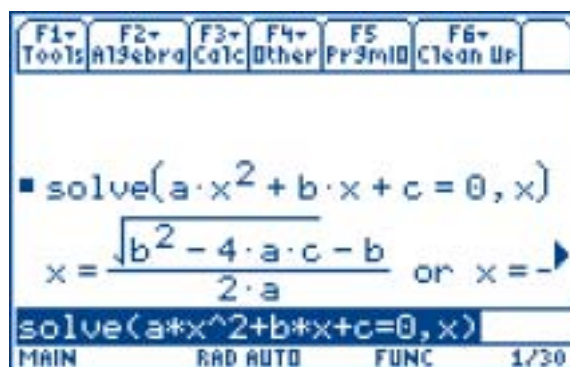 F1▾ F2▾ F3▾ F4▾ F5 F6▾
Tools Algebra Calc Other PrgmIO Clean Up
▪ solve(a·x² + b·x + c = 0, x)
x = (√(b² - 4·a·c) - b)/(2·a) or x = -▶
solve(a*x^2+b*x+c=0,x)
MAIN RAD AUTO FUNC 1/30